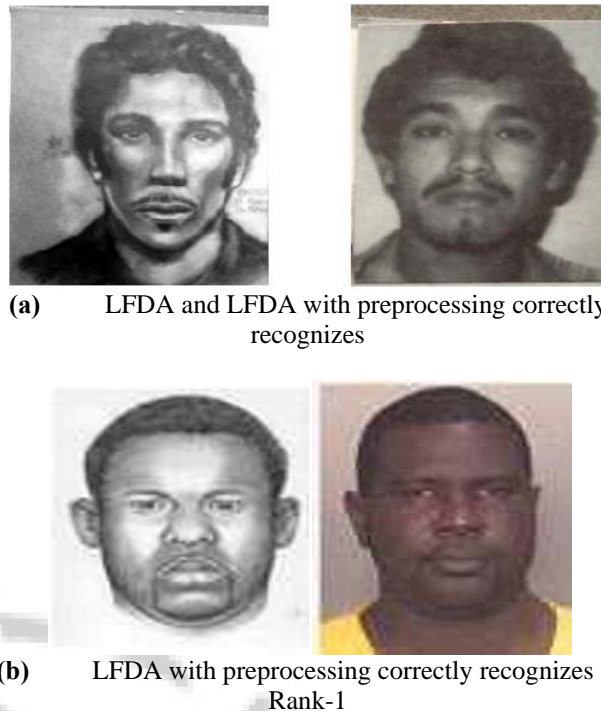 (a) LFDA and LFDA with preprocessing correctly
recognizes
(b) LFDA with preprocessing correctly recognizes
Rank-1